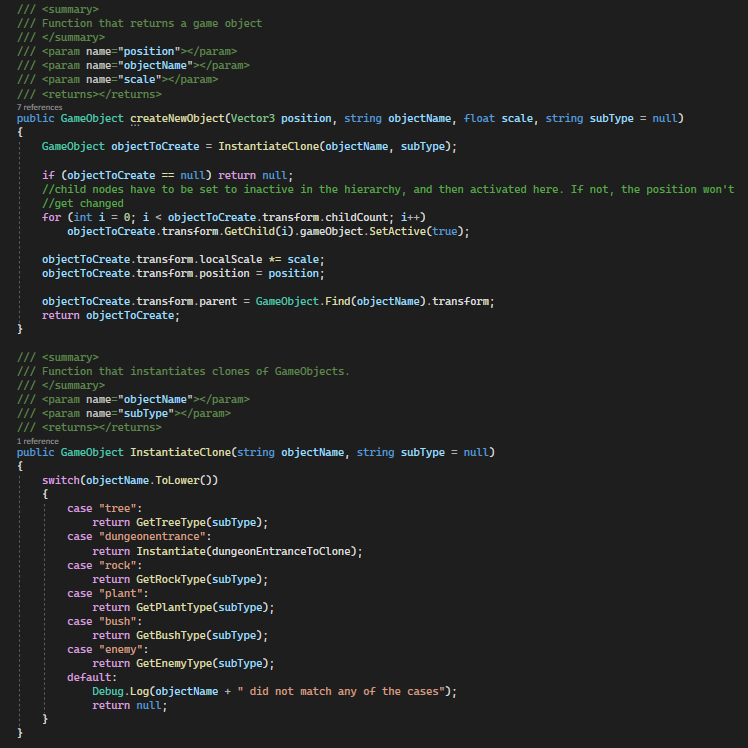 /// <summary>
/// Function that returns a game object
/// </summary>
/// <param name="position"></param>
/// <param name="objectName"></param>
/// <param name="scale"></param>
/// <returns></returns>
7 references
public GameObject createNewObject(Vector3 position, string objectName, float scale, string subType = null)
{
    GameObject objectToCreate = InstantiateClone(objectName, subType);

    if (objectToCreate == null) return null;
    //child nodes have to be set to inactive in the hierarchy, and then activated here. If not, the position won't
    //get changed
    for (int i = 0; i < objectToCreate.transform.childCount; i++)
        objectToCreate.transform.GetChild(i).gameObject.SetActive(true);

    objectToCreate.transform.localScale *= scale;
    objectToCreate.transform.position = position;

    objectToCreate.transform.parent = GameObject.Find(objectName).transform;
    return objectToCreate;
}

/// <summary>
/// Function that instantiates clones of GameObjects.
/// </summary>
/// <param name="objectName"></param>
/// <param name="subType"></param>
/// <returns></returns>
1 reference
public GameObject InstantiateClone(string objectName, string subType = null)
{
    switch(objectName.ToLower())
    {
        case "tree":
            return GetTreeType(subType);
        case "dungeonentrance":
            return Instantiate(dungeonEntranceToClone);
        case "rock":
            return GetRockType(subType);
        case "plant":
            return GetPlantType(subType);
        case "bush":
            return GetBushType(subType);
        case "enemy":
            return GetEnemyType(subType);
        default:
            Debug.Log(objectName + " did not match any of the cases");
            return null;
    }
}